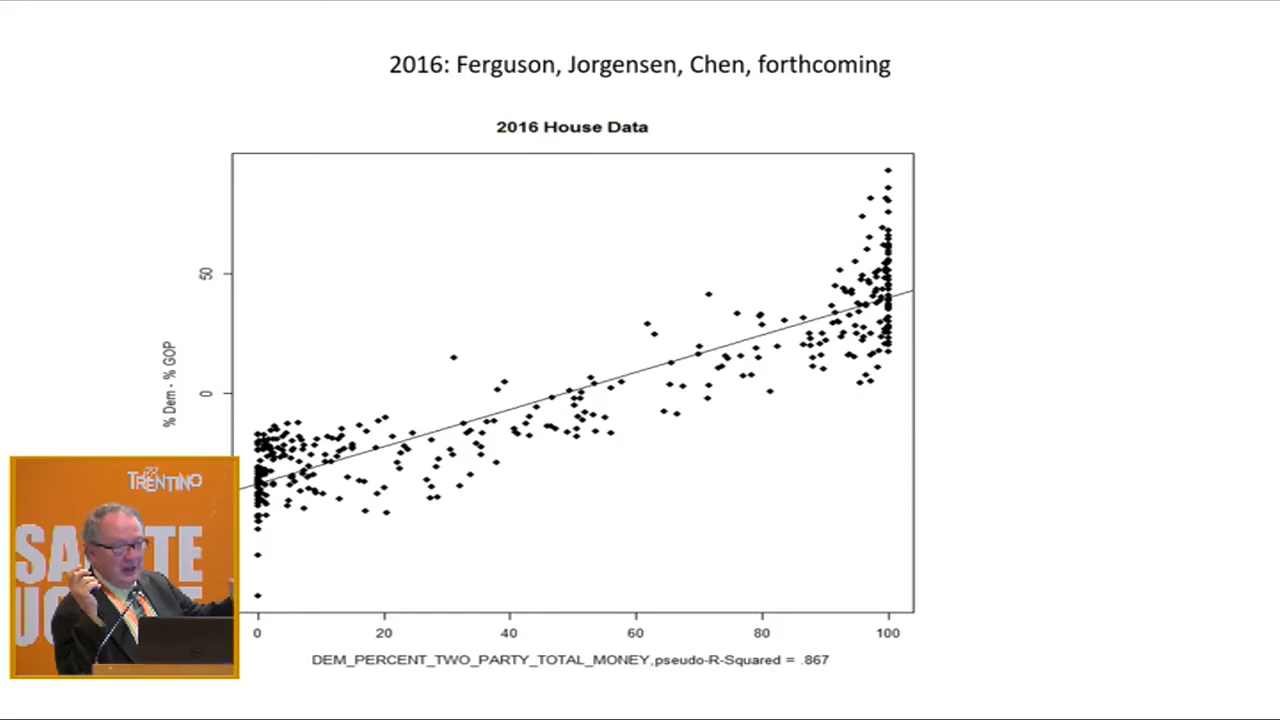 2016: Ferguson, Jorgensen, Chen, forthcoming
2016 House Data
50
0
% Dem - % GOP
0 20 40 60 80 100
DEM_PERCENT_TWO_PARTY_TOTAL_MONEY,pseudo-R-Squared = .867
TRENTINO